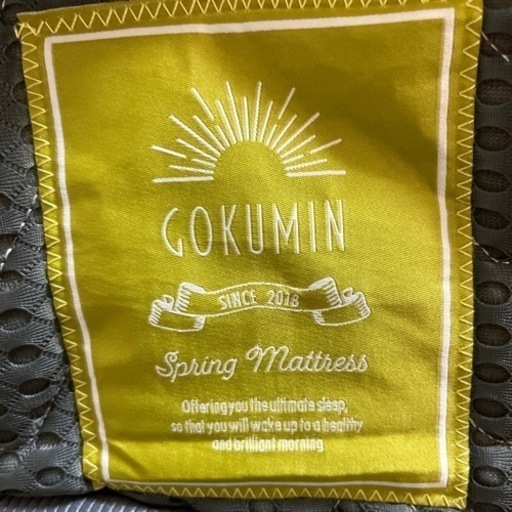 GOKUMIN
SINCE 2018
Spring Mattress
Offering you the ultimate sleep,
so that you will wake up to a healthy
and brilliant morning